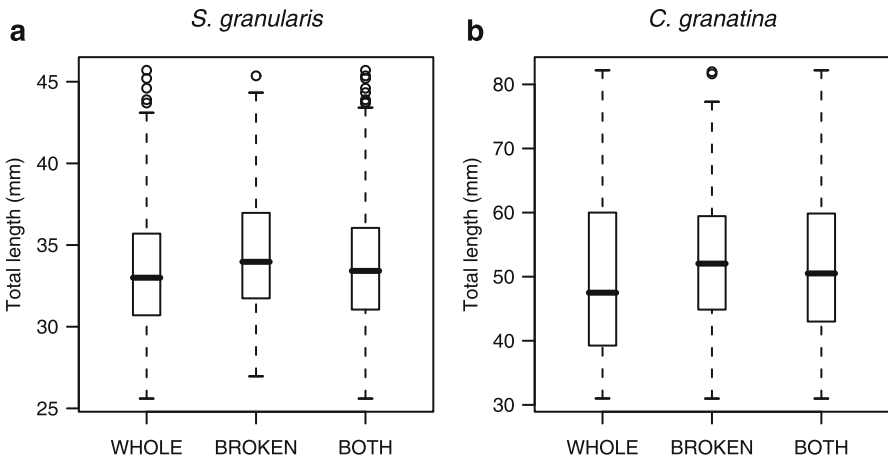 a
S. granularis
Total length (mm)
45
40
35
30
25
WHOLE BROKEN BOTH
b
C. granatina
Total length (mm)
80
70
60
50
40
30
WHOLE BROKEN BOTH